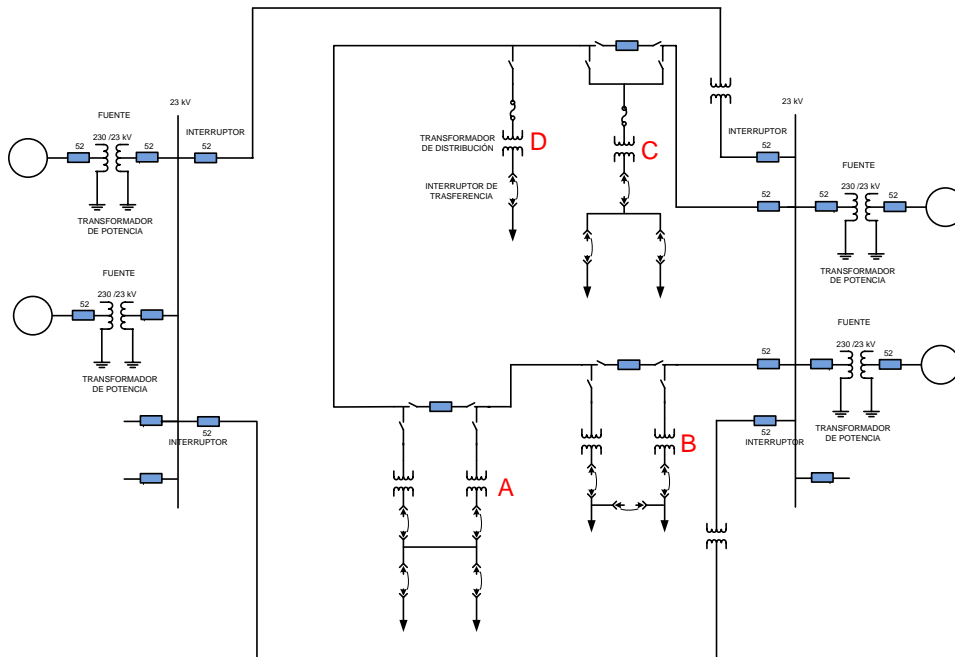 23 kV
FUENTE
230 /23 kV
INTERRUPTOR
52
52
52
TRANSFORMADOR
DE POTENCIA
FUENTE
230 /23 kV
52
TRANSFORMADOR
DE POTENCIA
52
INTERRUPTOR
TRANSFORMADOR
DE DISTRIBUCIÓN
D
INTERRUPTOR DE
TRASFERENCIA
C
A
B
23 kV
INTERRUPTOR
52
FUENTE
230 /23 kV
52
52
52
TRANSFORMADOR
DE POTENCIA
FUENTE
230 /23 kV
52
52
TRANSFORMADOR
DE POTENCIA
52
INTERRUPTOR